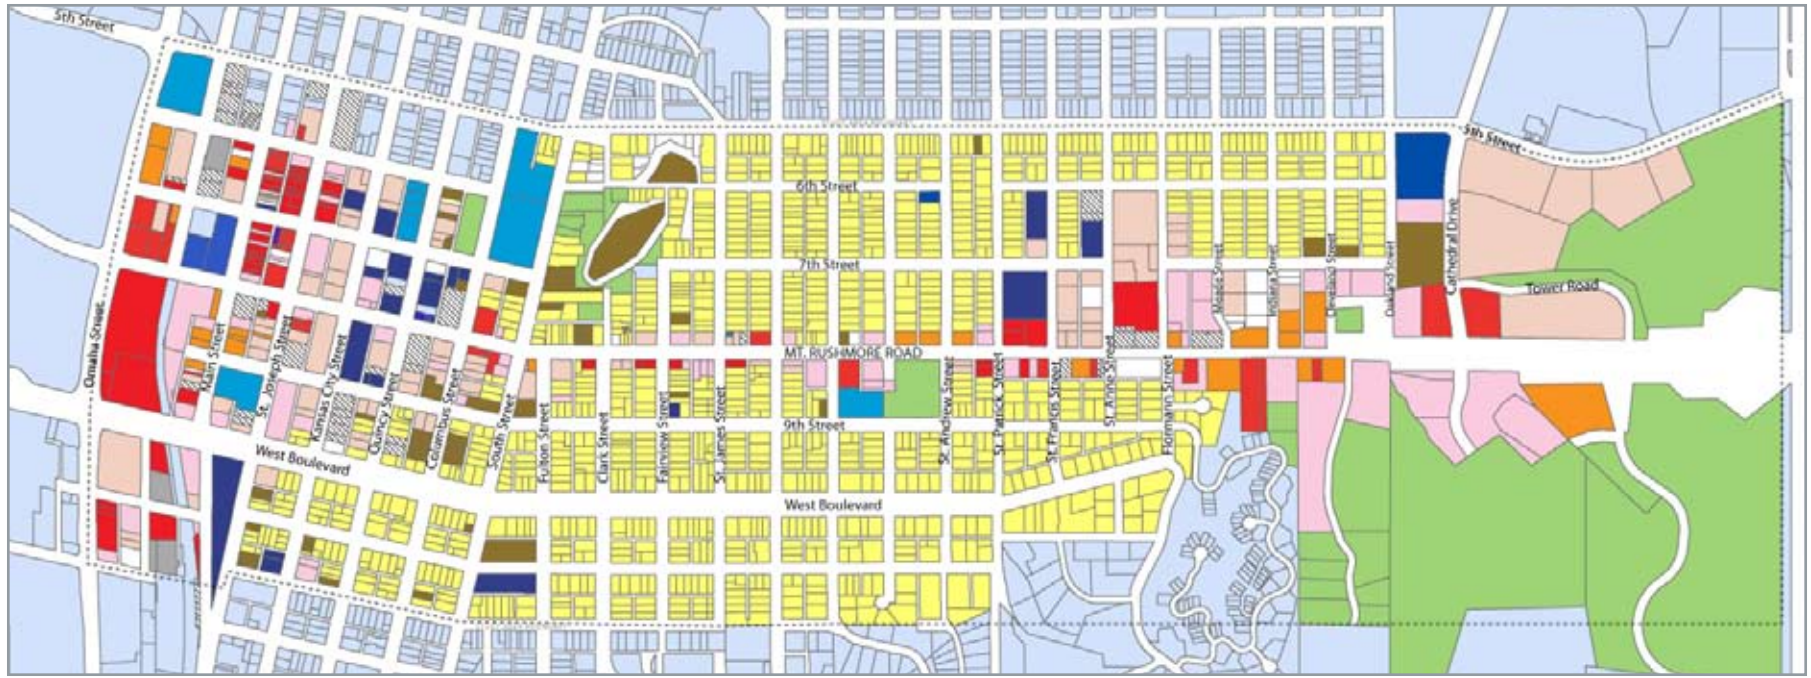 5th Street
5th Street
6th Street
7th Street
Cathedral Drive
Norris Street
Indiana Street
Oakland Street
Tower Road
Omaha Street
Main Street
St. Joseph Street
Kansas City Street
Quincy Street
Columbus Street
South Street
MT. RUSHMORE ROAD
Fulton Street
Clark Street
Fairview Street
St. James Street
9th Street
St. Andrew Street
St. Patrick Street
St. Francis Street
St. Anne Street
Flormann Street
West Boulevard
West Boulevard